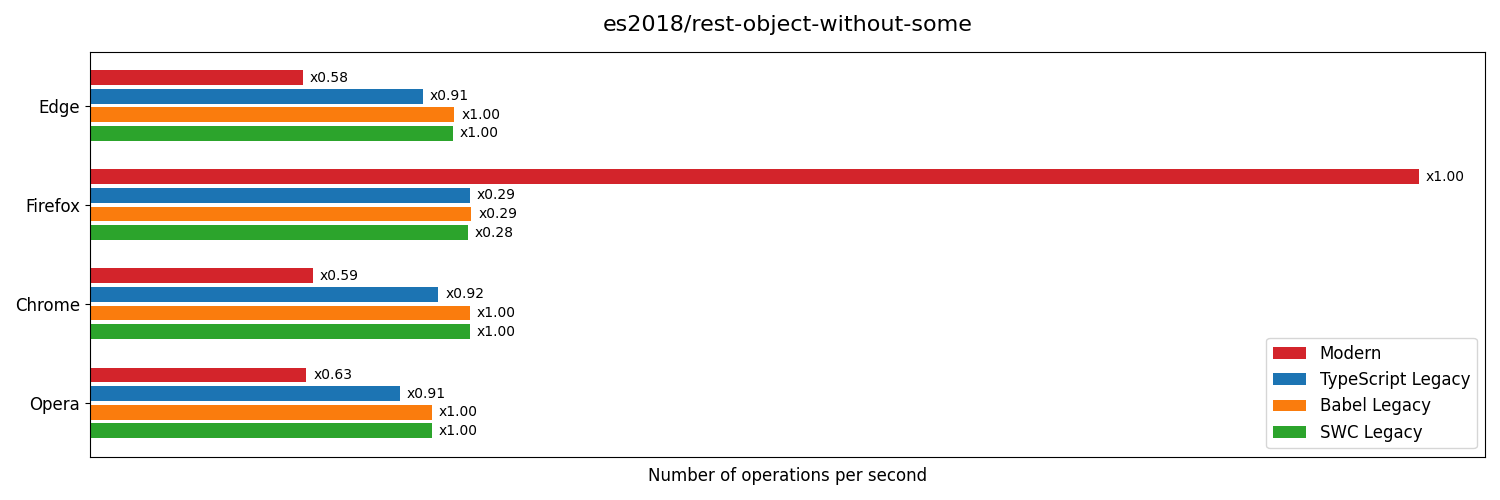 es2018/rest-object-without-some
Edge
x0.58
x0.91
x1.00
x1.00
Firefox
x1.00
x0.29
x0.29
x0.28
Chrome
x0.59
x0.92
x1.00
x1.00
Opera
x0.63
x0.91
x1.00
x1.00
Modern
TypeScript Legacy
Babel Legacy
SWC Legacy
Number of operations per second